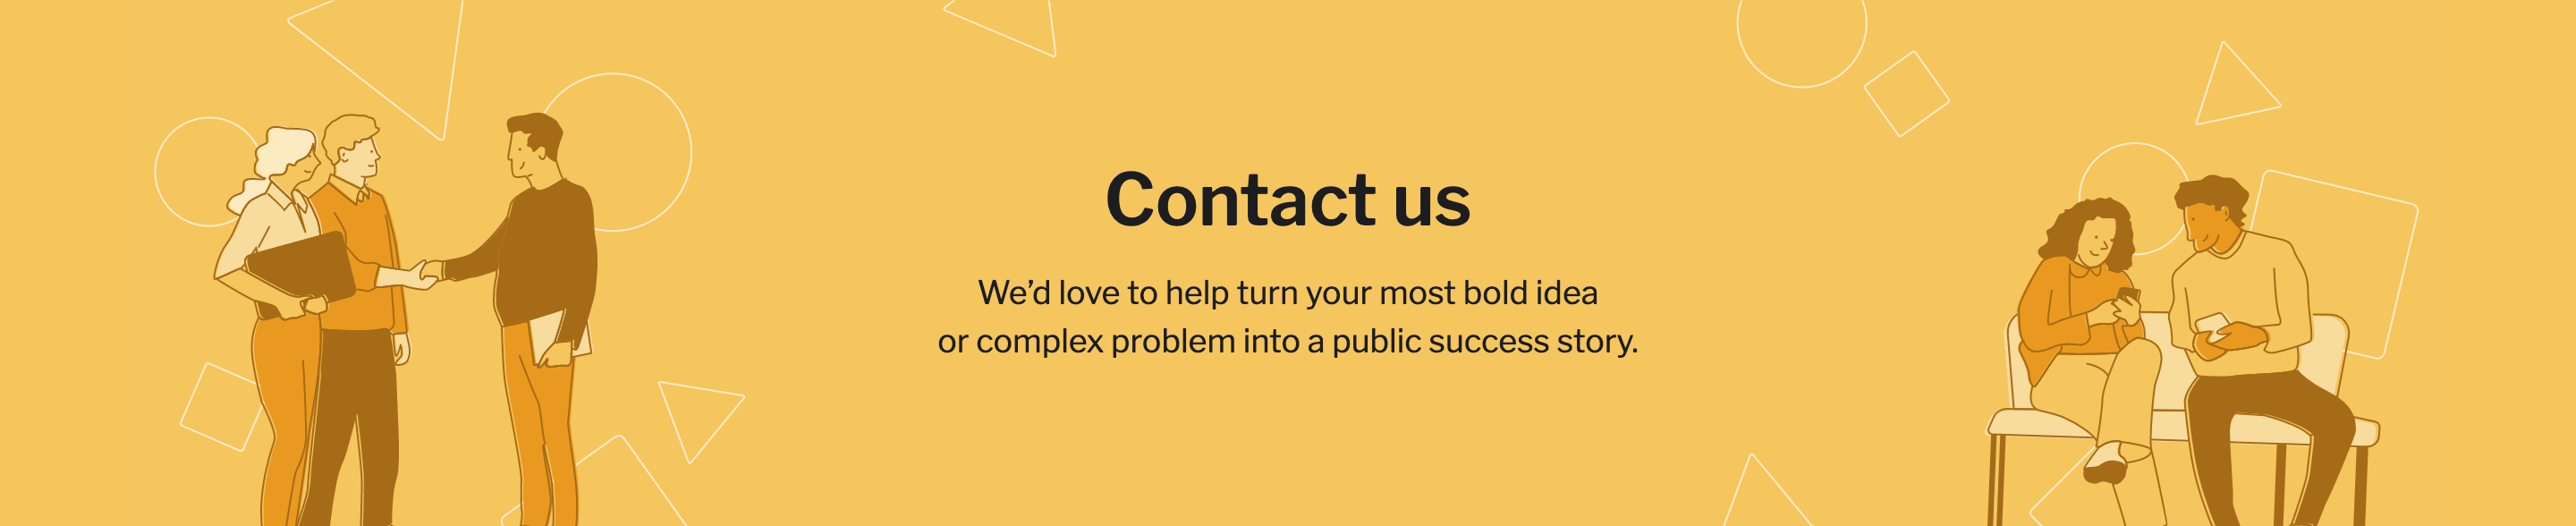 Contact us
We’d love to help turn your most bold idea
or complex problem into a public success story.